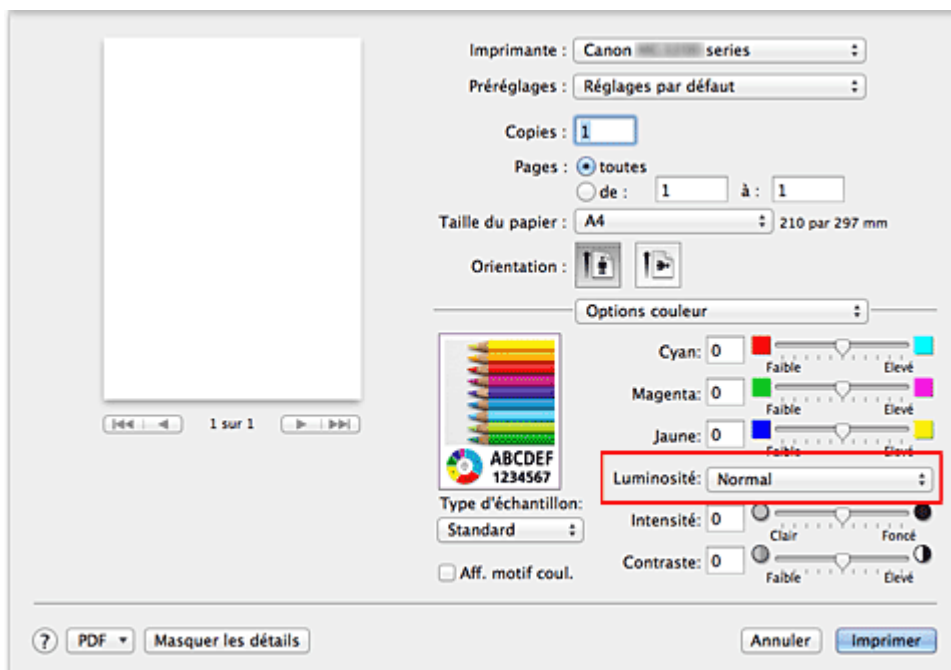 Imprimante : Canon series
Préréglages : Réglages par défaut
Copies : 1
Pages : toutes
de : 1 à : 1
Taille du papier : A4 210 par 297 mm
Orientation :
Options couleur
Cyan: 0
Faible Elevé
Magenta: 0
Faible Elevé
Jaune: 0
Faible Elevé
Luminosité: Normal
Intensité: 0
Clair Foncé
Contraste: 0
Faible Elevé
1 sur 1
ABCDEF
1234567
Type d'échantillon:
Standard
Aff. motif coul.
? PDF Masquer les détails Annuler Imprimer